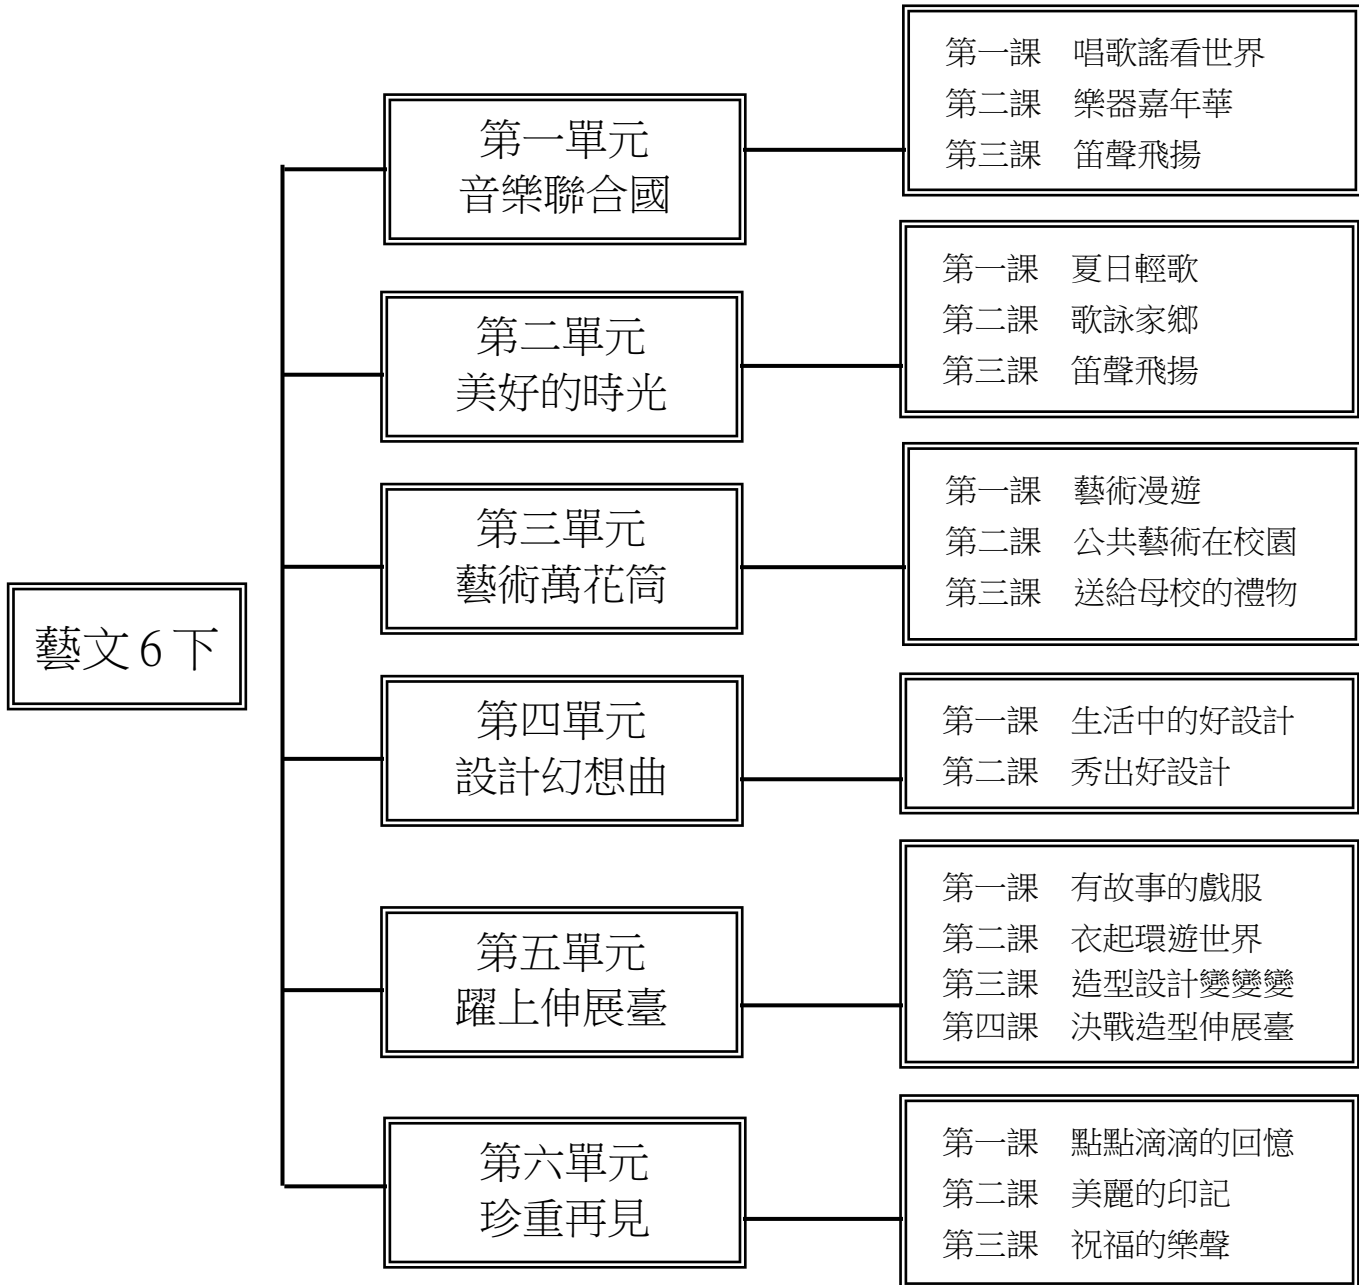 藝文6下
第一單元
音樂聯合國
第一課 唱歌謠看世界
第二課 樂器嘉年華
第三課 笛聲飛揚
第二單元
美好的時光
第一課 夏日輕歌
第二課 歌詠家鄉
第三課 笛聲飛揚
第三單元
藝術萬花筒
第一課 藝術漫遊
第二課 公共藝術在校園
第三課 送給母校的禮物
第四單元
設計幻想曲
第一課 生活中的好設計
第二課 秀出好設計
第五單元
躍上伸展臺
第一課 有故事的戲服
第二課 衣起環遊世界
第三課 造型設計變變變
第四課 決戰造型伸展臺
第六單元
珍重再見
第一課 點點滴滴的回憶
第二課 美麗的印記
第三課 祝福的樂聲